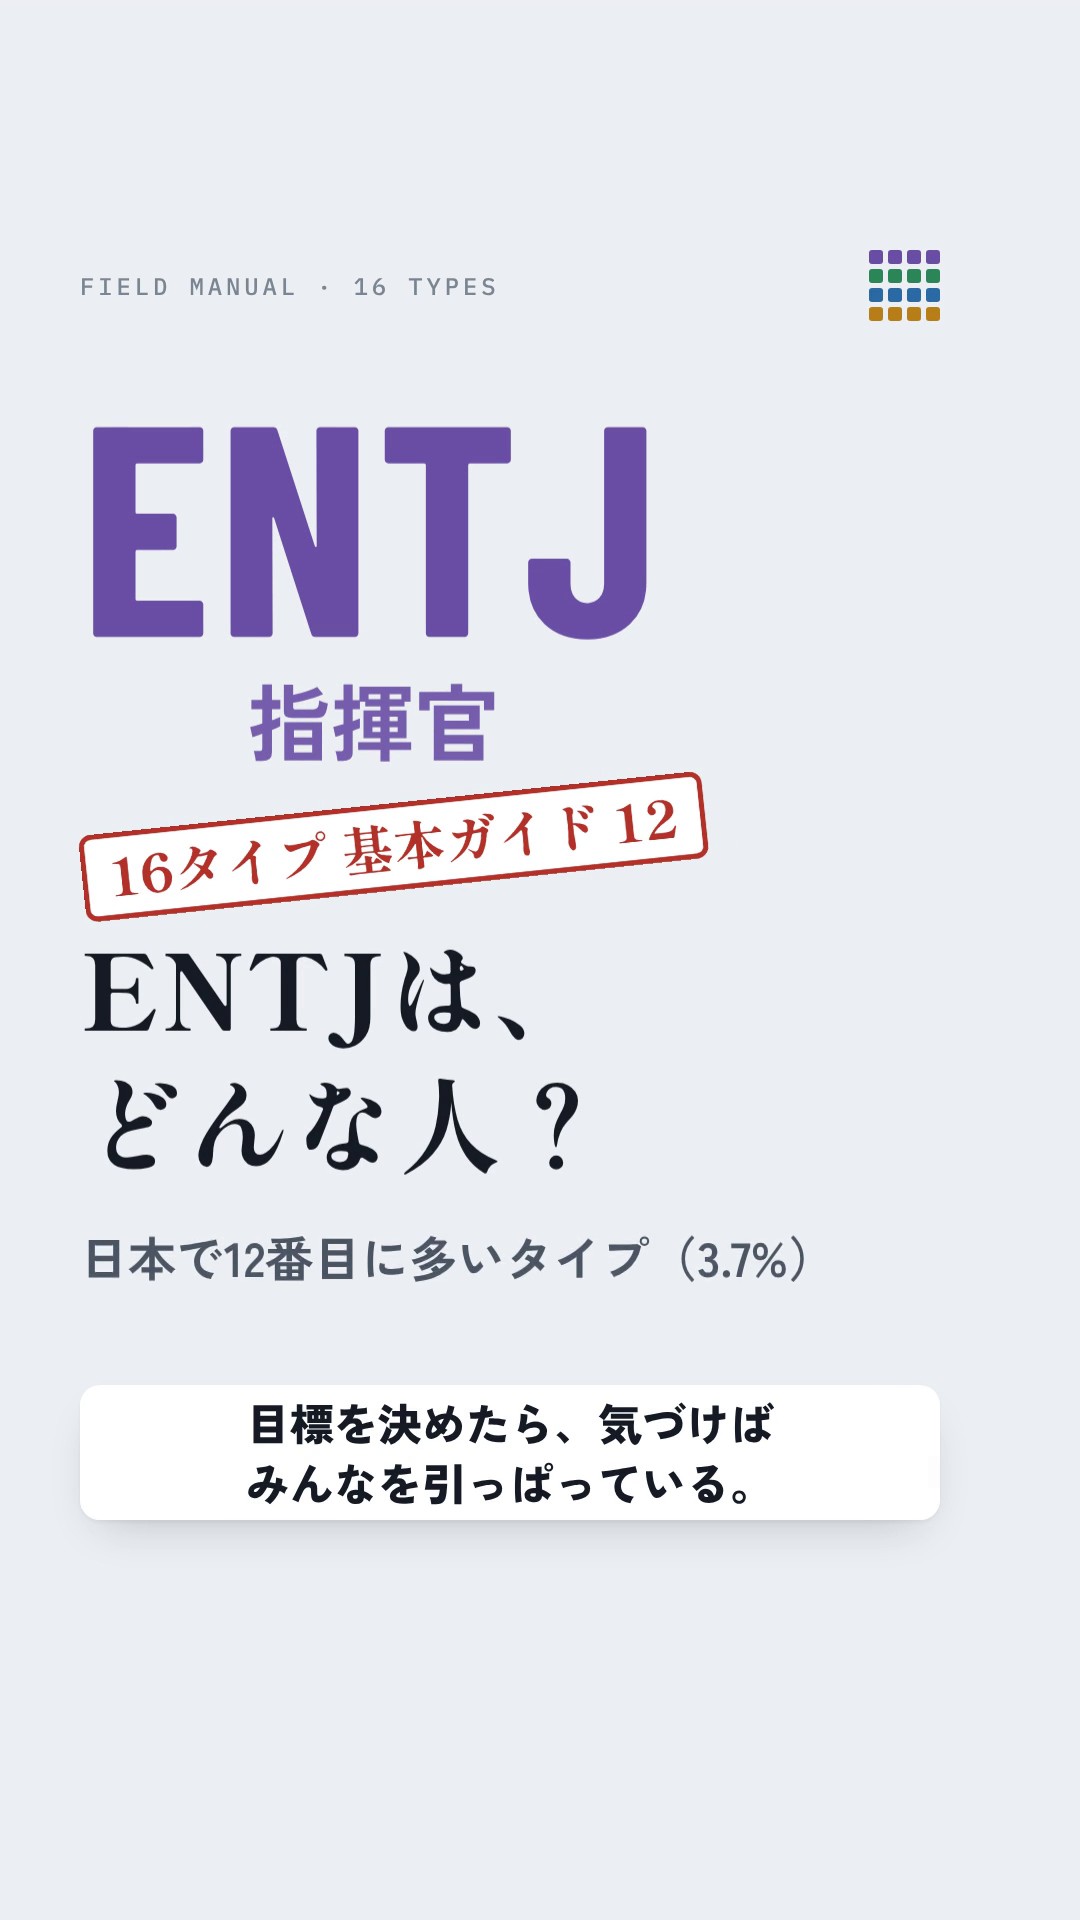 FIELD MANUAL · 16 TYPES
ENTJ
指揮官
16タイプ 基本ガイド 12
ENTJは、
どんな人？
日本で12番目に多いタイプ（3.7%）
目標を決めたら、気づけば
みんなを引っぱっている。